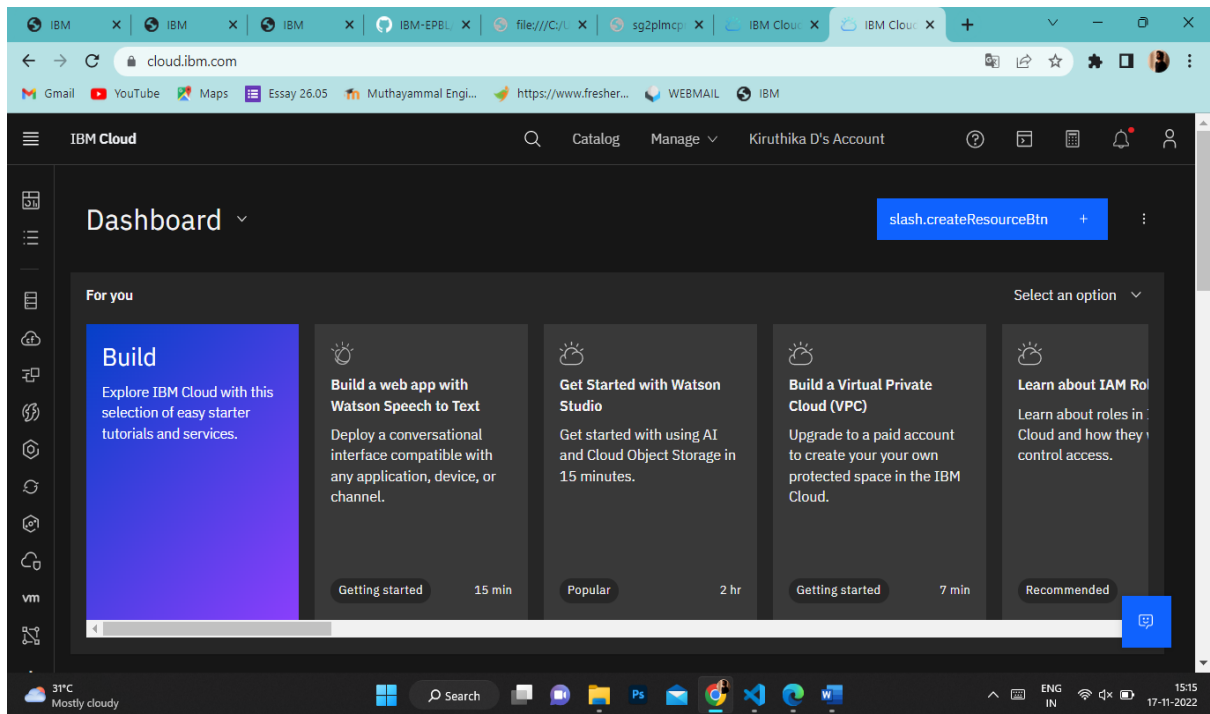 IBM
IBM
IBM
IBM-EPBL/
file:///C:/U
sg2plmcp
IBM Cloud
IBM Cloud
cloud.ibm.com
Gmail
YouTube
Maps
Essay 26.05
Muthayammal Engi...
https://www.fresher...
WEBMAIL
IBM
IBM Cloud
Catalog
Manage
Kiruthika D's Account
Dashboard
slash.createResourceBtn +
For you
Select an option
Build
Explore IBM Cloud with this
selection of easy starter
tutorials and services.
Build a web app with
Watson Speech to Text
Deploy a conversational
interface compatible with
any application, device, or
channel.
Getting started
15 min
Get Started with Watson
Studio
Get started with using AI
and Cloud Object Storage in
15 minutes.
Popular
2 hr
Build a Virtual Private
Cloud (VPC)
Upgrade to a paid account
to create your your own
protected space in the IBM
Cloud.
Getting started
7 min
Learn about IAM Rol
Learn about roles in
Cloud and how they
control access.
Recommended
vm
31°C
Mostly cloudy
Search
Ps
ENG
IN
15:15
17-11-2022